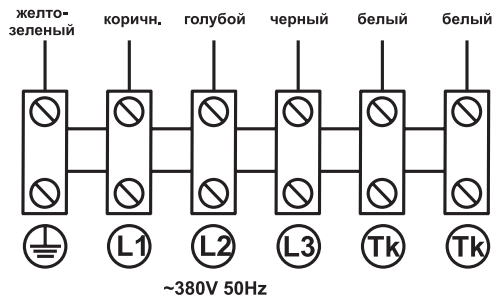 желто-
зеленый
коричн.
голубой
черный
белый
белый
L1
L2
L3
Tk
Tk
~380V 50Hz